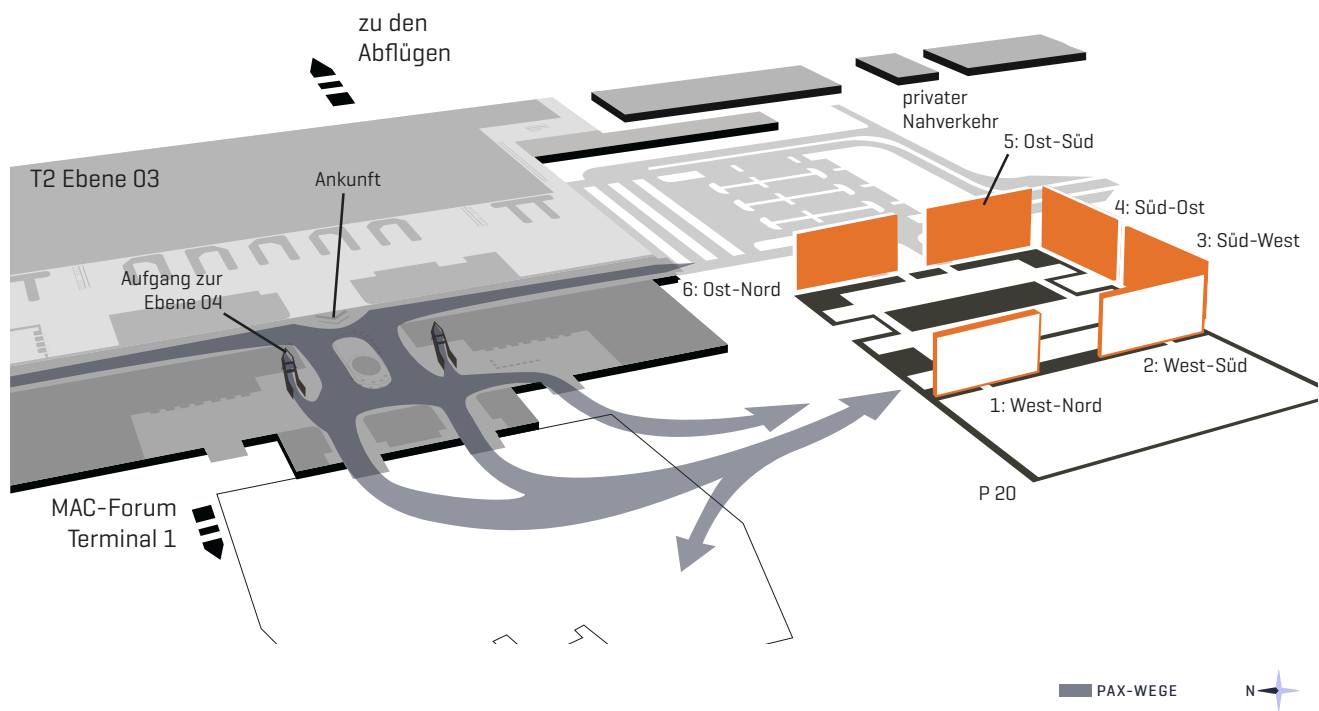 zu den
Abflügen
privater
Nahverkehr
5: Ost-Süd
T2 Ebene 03
Ankunft
4: Süd-Ost
3: Süd-West
Aufgang zur
Ebene 04
6: Ost-Nord
2: West-Süd
1: West-Nord
P 20
MAC-Forum
Terminal 1
PAX-WEGE
N